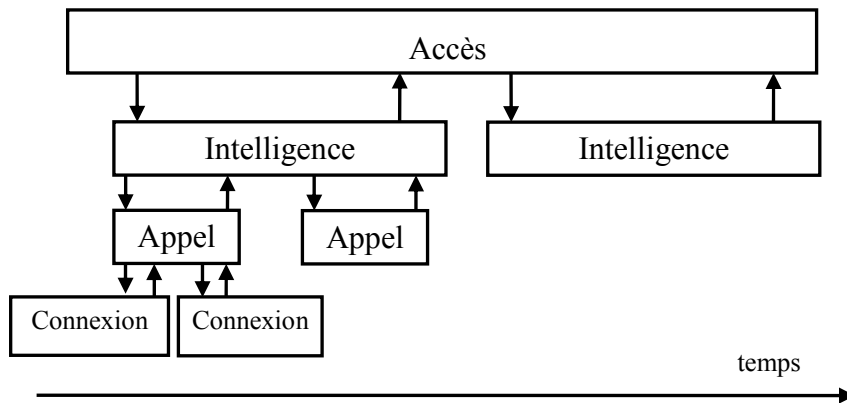 Accès
Intelligence Intelligence
Appel Appel
Connexion Connexion
temps